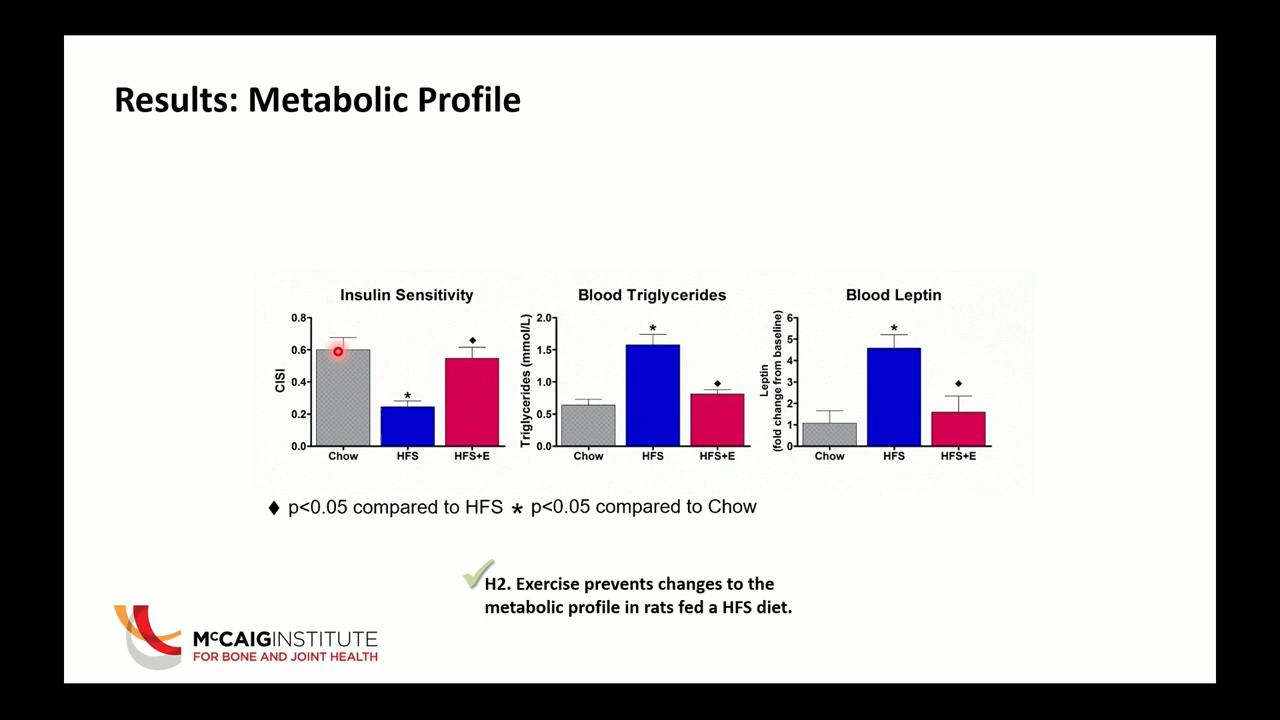 Results: Metabolic Profile
Insulin Sensitivity
CISI
0.8
0.6
0.4
0.2
0.0
*
♦
Chow HFS HFS+E
Blood Triglycerides
Triglycerides (mmol/L)
2.0
1.5
1.0
0.5
0.0
*
♦
Chow HFS HFS+E
Blood Leptin
Leptin
(fold change from baseline)
6
5
4
3
2
1
0
*
♦
Chow HFS HFS+E
♦ p<0.05 compared to HFS * p<0.05 compared to Chow
H2. Exercise prevents changes to the
metabolic profile in rats fed a HFS diet.
McCAIGINSTITUTE
FOR BONE AND JOINT HEALTH